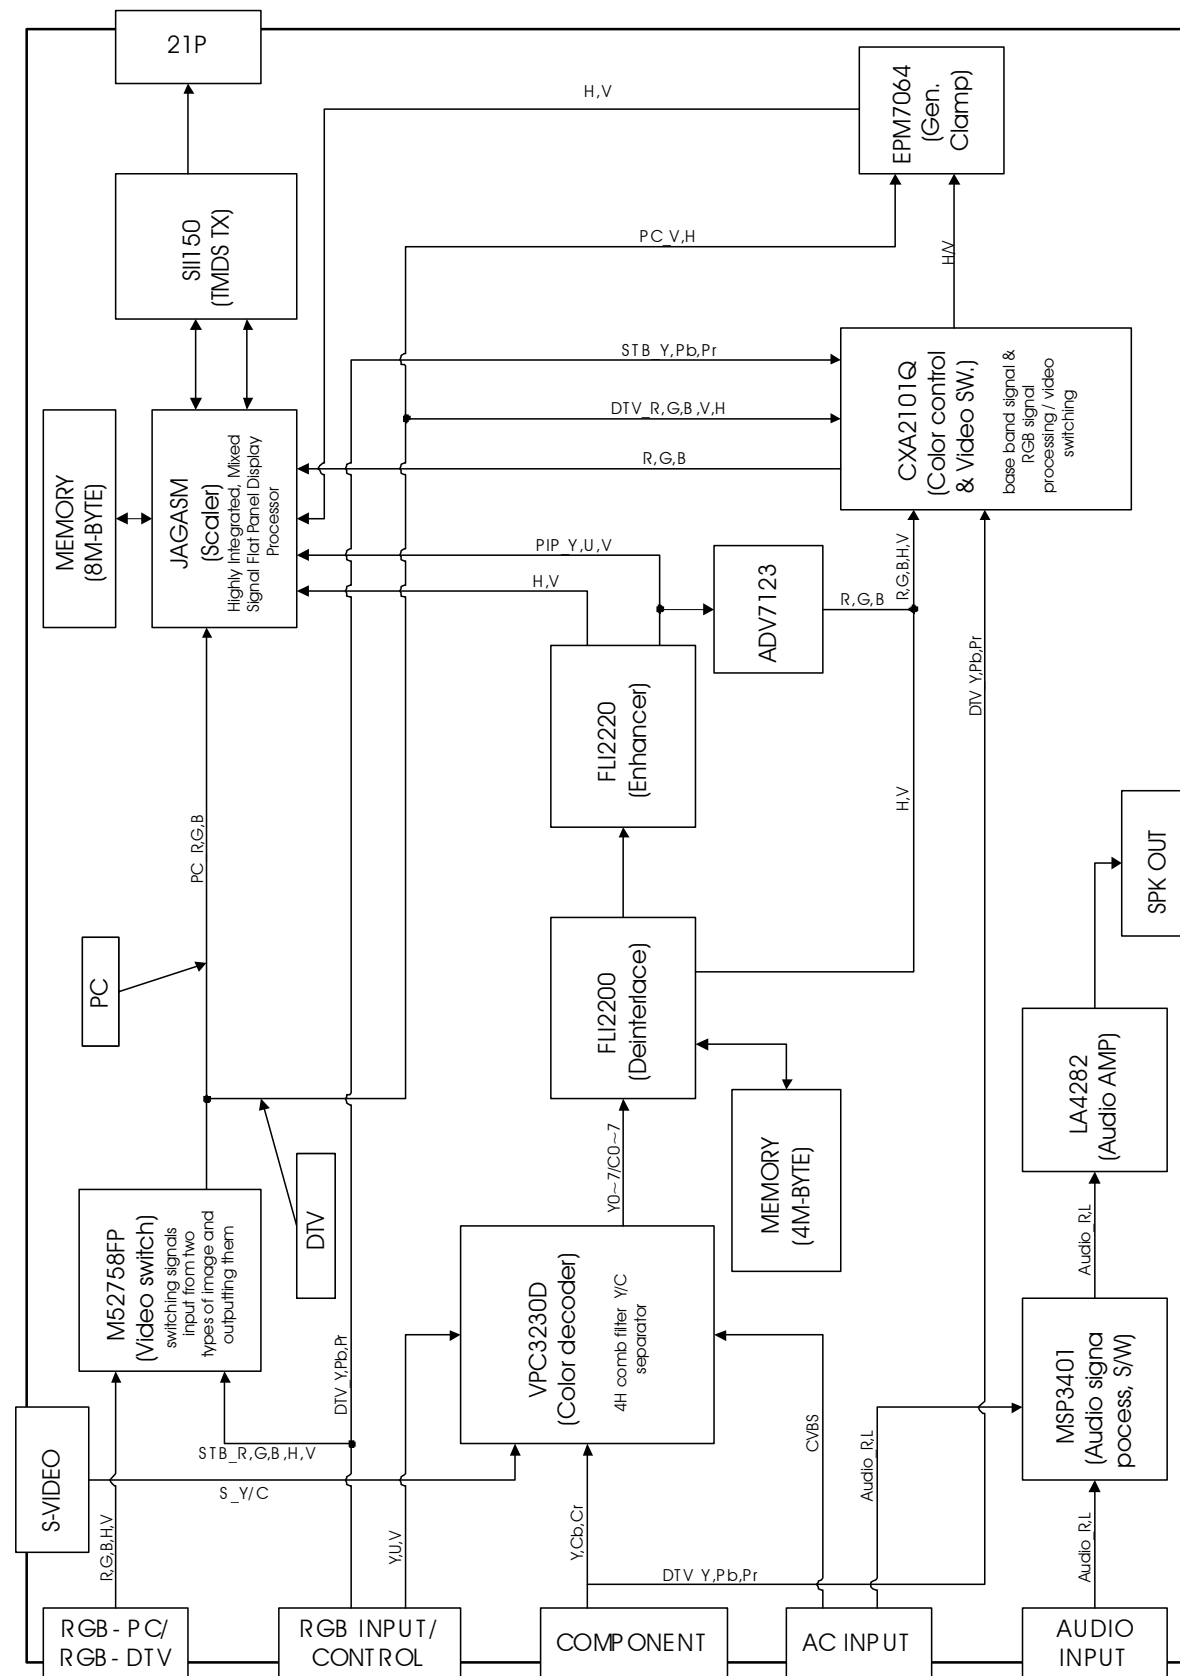 21P
H,V
EPM7064
(Gen.
Clamp)
SII150
(TMDS TX)
PC_V,H
H/V
STB_Y,Pb,Pr
DTV_R,G,B,V,H
R,G,B
MEMORY
(8M-BYTE)
JAGASM
(Scaler)
Highly Integrated, Mixed
Signal Flat Panel Display
Processor
CXA2101Q
(Color control
& Video SW.)
base band signal &
RGB signal
processing / video
switching
PIP_Y,U,V
H,V
ADV7123
R,G,B
R,G,B,H,V
DTV_Y,Pb,Pr
FLI2220
(Enhancer)
H,V
PC_R,G,B
PC
FLI2200
(Deinterlace)
SPK OUT
LA4282
(Audio AMP)
DTV
Y0~7/C0~7
MEMORY
(4M-BYTE)
M52758FP
(Video switch)
switching signals
input from two
types of image and
outputting them
VPC3230D
(Color decoder)
4H comb filter Y/C
separator
Audio_R,L
MSP3401
(Audio signa
pocess, S/W)
DTV_Y,Pb,Pr
S-VIDEO
STB_R,G,B,H,V
S_Y/C
CVBS
Audio_R,L
R,G,B,H,V
Y,U,V
Y,Cb,Cr
DTV_Y,Pb,Pr
Audio_R,L
RGB - PC/
RGB - DTV
RGB INPUT/
CONTROL
COMPONENT
AC INPUT
AUDIO
INPUT